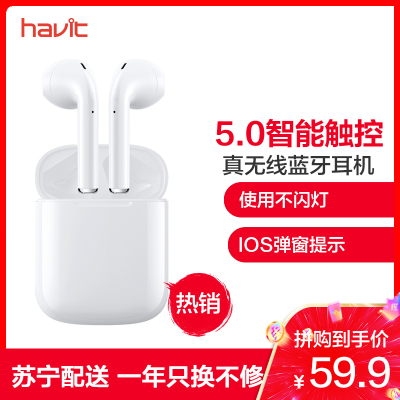 havit
5.0智能触控
真无线蓝牙耳机
使用不闪灯
IOS弹窗提示
热销
拼购到手价
¥59.9
苏宁配送 一年只换不修